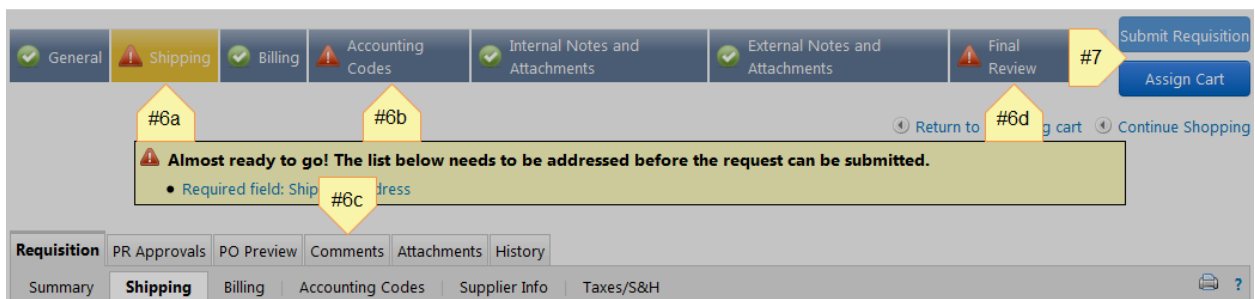 General
Shipping
Billing
Accounting
Codes
Internal Notes and
Attachments
External Notes and
Attachments
Final
Review
#7
Submit Requisition
Assign Cart
#6a
#6b
#6d
Return to g cart
Continue Shopping
Almost ready to go! The list below needs to be addressed before the request can be submitted.
• Required field: Ship dress
#6c
Requisition PR Approvals PO Preview Comments Attachments History
Summary Shipping Billing Accounting Codes Supplier Info Taxes/S&H ?